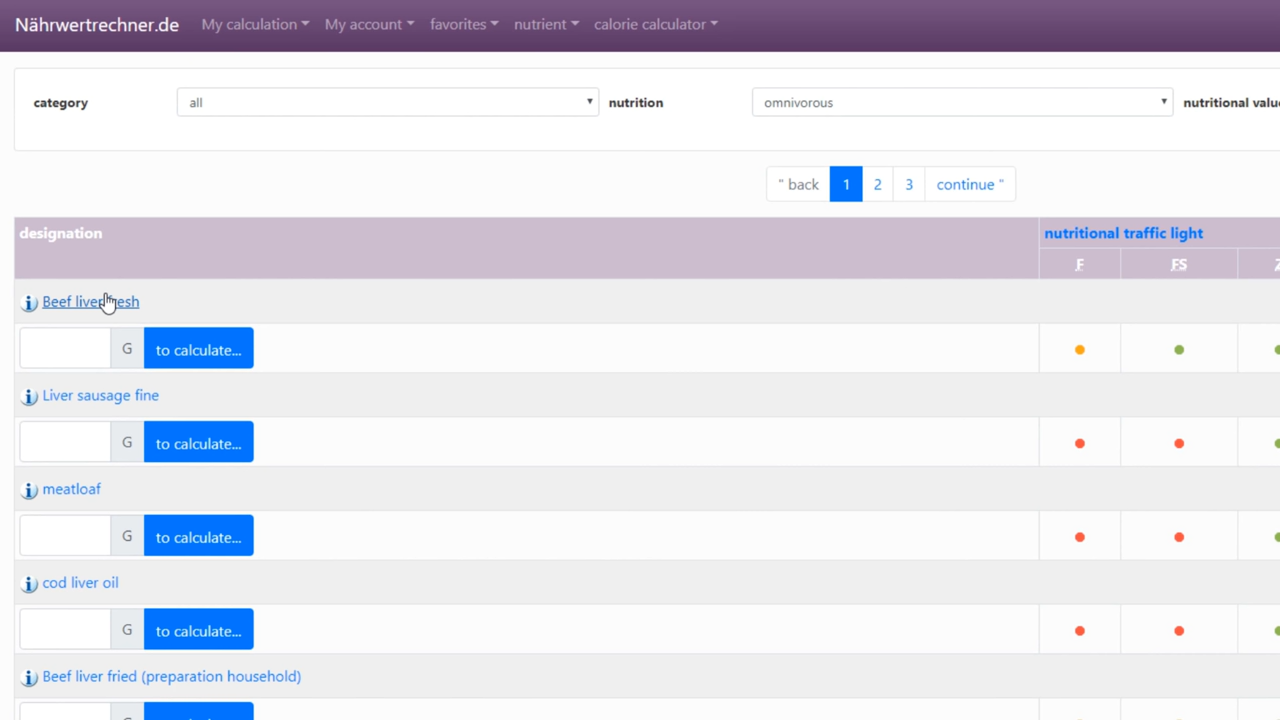 Nährwertrechner.de My calculation My account favorites nutrient calorie calculator
category all nutrition omnivorous nutritional
" back 1 2 3 continue "
designation nutritional traffic light
F FS
Beef liver fresh
G to calculate...
Liver sausage fine
G to calculate...
meatloaf
G to calculate...
cod liver oil
G to calculate...
Beef liver fried (preparation household)